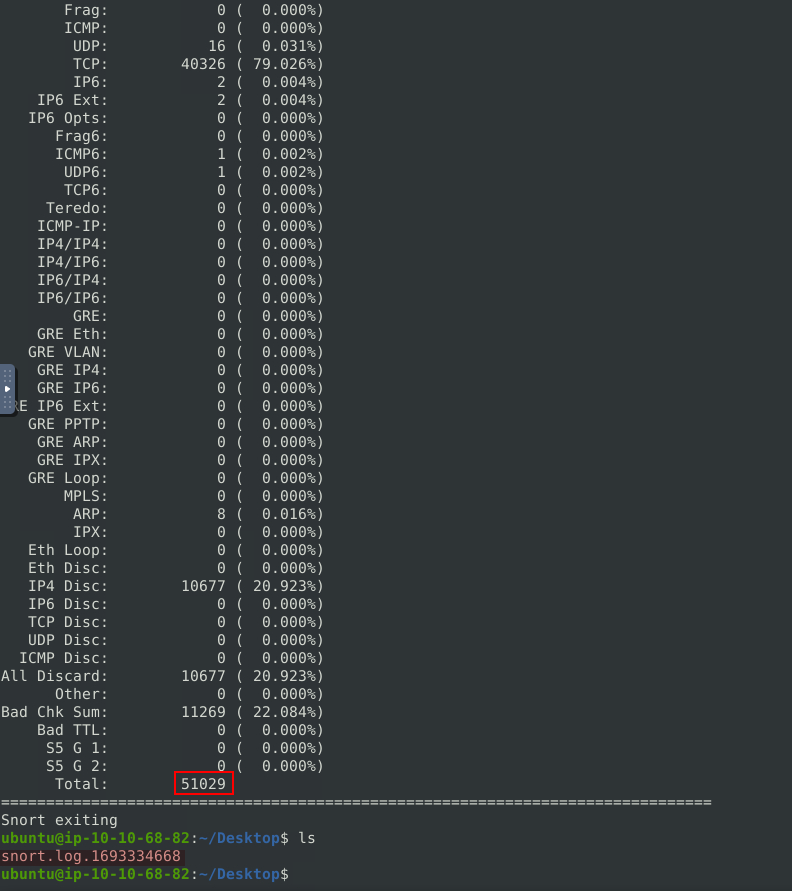 Frag: 0 ( 0.000%)
ICMP: 0 ( 0.000%)
UDP: 16 ( 0.031%)
TCP: 40326 ( 79.026%)
IP6: 2 ( 0.004%)
IP6 Ext: 2 ( 0.004%)
IP6 Opts: 0 ( 0.000%)
Frag6: 0 ( 0.000%)
ICMP6: 1 ( 0.002%)
UDP6: 1 ( 0.002%)
TCP6: 0 ( 0.000%)
Teredo: 0 ( 0.000%)
ICMP-IP: 0 ( 0.000%)
IP4/IP4: 0 ( 0.000%)
IP4/IP6: 0 ( 0.000%)
IP6/IP4: 0 ( 0.000%)
IP6/IP6: 0 ( 0.000%)
GRE: 0 ( 0.000%)
GRE Eth: 0 ( 0.000%)
GRE VLAN: 0 ( 0.000%)
GRE IP4: 0 ( 0.000%)
GRE IP6: 0 ( 0.000%)
RE IP6 Ext: 0 ( 0.000%)
GRE PPTP: 0 ( 0.000%)
GRE ARP: 0 ( 0.000%)
GRE IPX: 0 ( 0.000%)
GRE Loop: 0 ( 0.000%)
MPLS: 0 ( 0.000%)
ARP: 8 ( 0.016%)
IPX: 0 ( 0.000%)
Eth Loop: 0 ( 0.000%)
Eth Disc: 0 ( 0.000%)
IP4 Disc: 10677 ( 20.923%)
IP6 Disc: 0 ( 0.000%)
TCP Disc: 0 ( 0.000%)
UDP Disc: 0 ( 0.000%)
ICMP Disc: 0 ( 0.000%)
All Discard: 10677 ( 20.923%)
Other: 0 ( 0.000%)
Bad Chk Sum: 11269 ( 22.084%)
Bad TTL: 0 ( 0.000%)
S5 G 1: 0 ( 0.000%)
S5 G 2: 0 ( 0.000%)
Total: 51029
===============================================================================
Snort exiting
ubuntu@ip-10-10-68-82:~/Desktop$ ls
snort.log.1693334668
ubuntu@ip-10-10-68-82:~/Desktop$